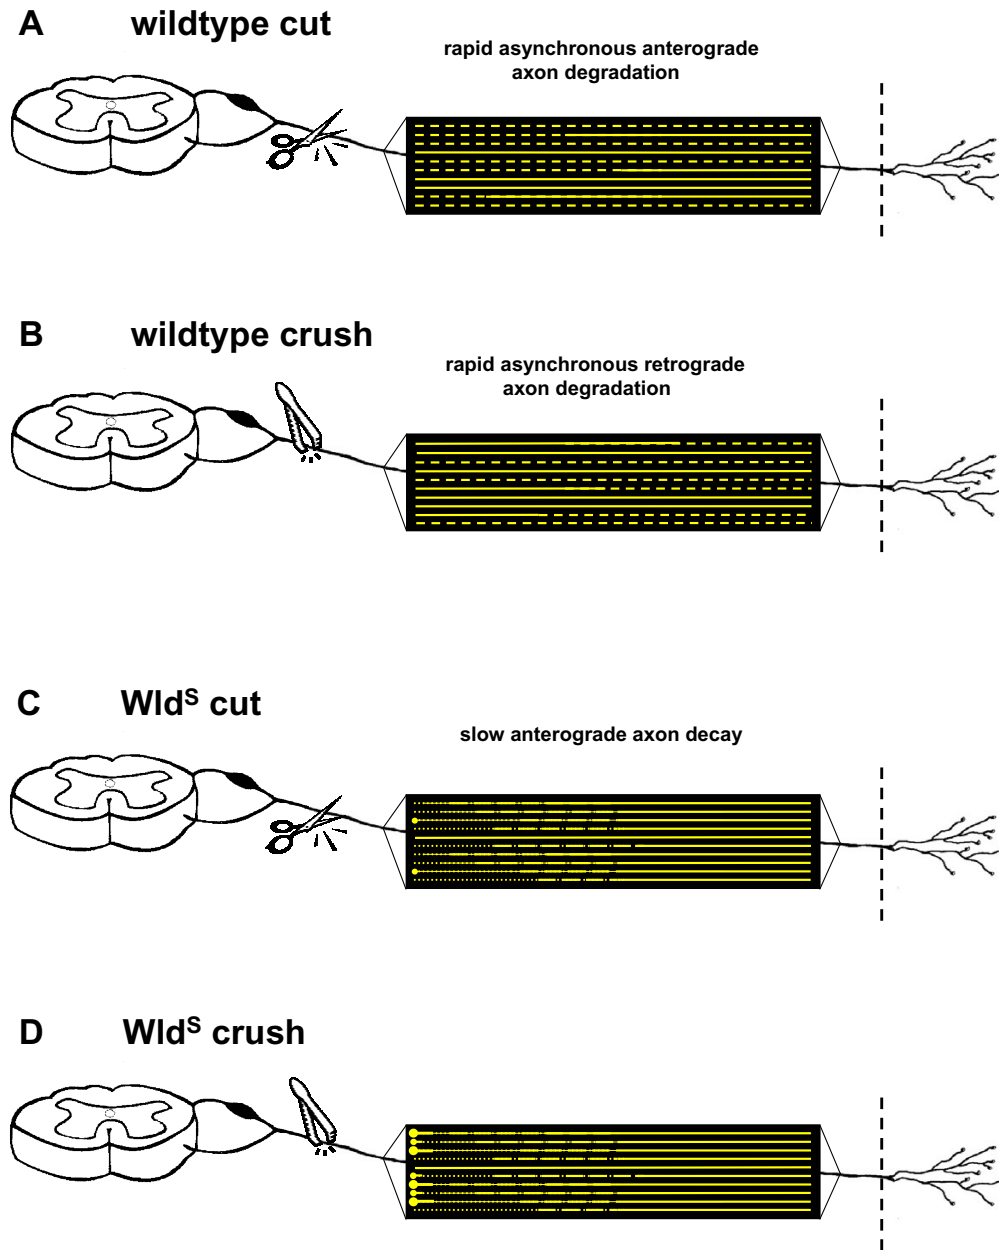 A wildtype cut
rapid asynchronous anterograde
axon degradation
B wildtype crush
rapid asynchronous retrograde
axon degradation
C Wldˢ cut
slow anterograde axon decay
D Wldˢ crush